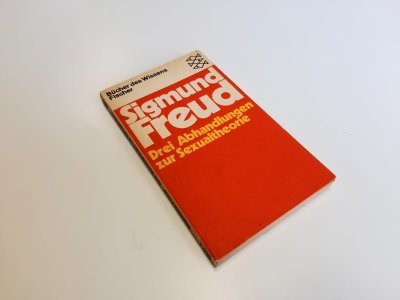 Bücher des Wissens
Fischer
Sigmund
Freud
Drei Abhandlungen
zur Sexualtheorie